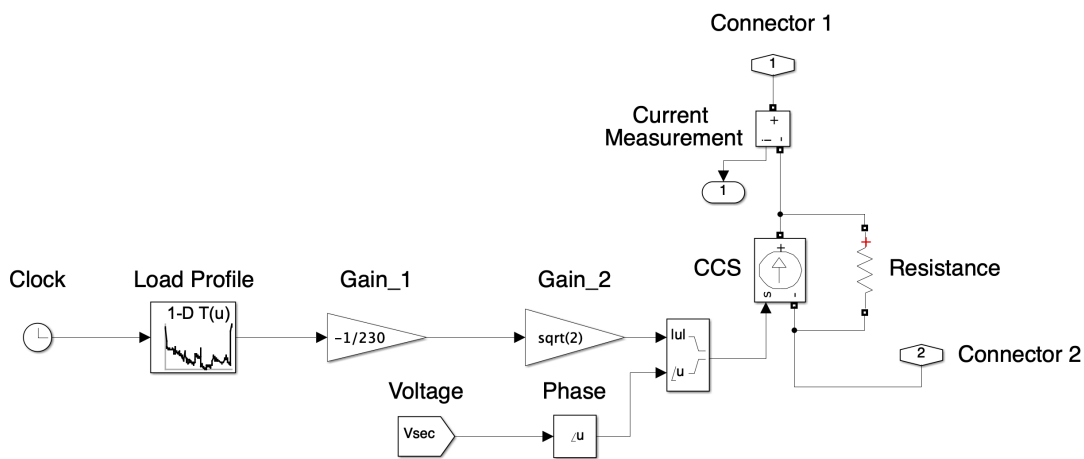 Connector 1
1
Current
Measurement
+
i -
1
CCS
+
s -
+
Resistance
Clock
Load Profile
1-D T(u)
Gain_1
-1/230
Gain_2
sqrt(2)
|u|
∠u
2
Connector 2
Voltage
Vsec
Phase
∠u